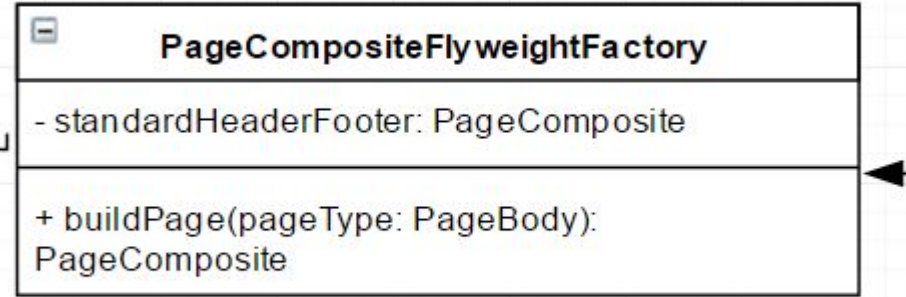 PageCompositeFlyweightFactory
- standardHeaderFooter: PageComposite
+ buildPage(pageType: PageBody):
PageComposite